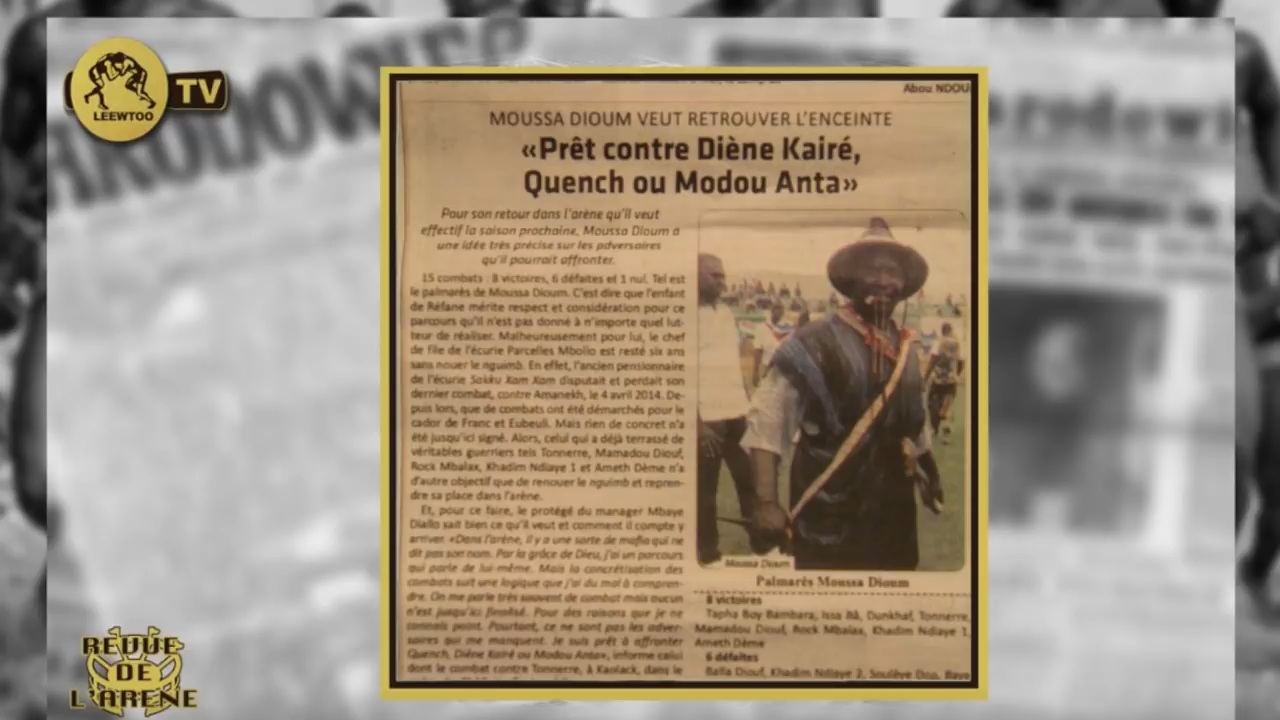 LEEWTOO
TV
Abou NDOU
MOUSSA DIOUM VEUT RETROUVER L'ENCEINTE
«Prêt contre Diène Kairé,
Quench ou Modou Anta»
Pour son retour dans l'arène qu'il veut
effectif la saison prochaine, Moussa Dioum a
une idée très précise sur les adversaires
qu'il pourrait affronter.
15 combats : 8 victoires, 6 défaites et 1 nul. Tel est
le palmarès de Moussa Dioum. C'est dire que l'enfant
de Réfane mérite respect et considération pour ce
parcours qu'il n'est pas donné à n'importe quel lut-
teur de réaliser. Malheureusement pour lui, le chef
de file de l'écurie Parcelles Mbollo est resté six ans
sans nouer le nguimb. En effet, l'ancien pensionnaire
de l'écurie Sakku Xam Xam disputait et perdait son
dernier combat, contre Amanekh, le 4 avril 2014. De-
puis lors, que de combats ont été démarchés pour le
cador de Franc et Eubeuli. Mais rien de concret n'a
été jusqu'ici signé. Alors, celui qui a déjà terrassé de
véritables guerriers tels Tonnerre, Mamadou Diouf,
Rock Mbalax, Khadim Ndiaye 1 et Ameth Dème n'a
d'autre objectif que de renouer le nguimb et repren-
dre sa place dans l'arène.
Et, pour ce faire, le protégé du manager Mbaye
Diallo sait bien ce qu'il veut et comment il compte y
arriver. «Dans l'arène, il y a une sorte de mafia qui ne
dit pas son nom. Par la grâce de Dieu, j'ai un parcours
qui parle de lui-même. Mais la concrétisation des
combats suit une logique que j'ai du mal à compren-
dre. On me parle très souvent de combat mais aucun
n'est jusqu'ici finalisé. Pour des raisons que je ne
connais point. Pourtant, ce ne sont pas les adver-
saires qui me manquent. Je suis prêt à affronter
Quench, Diène Kairé ou Modou Anta», informe celui
dont le combat contre Tonnerre, à Kaolack, dans le
Moussa Dioum
Palmarès Moussa Dioum
8 victoires
Tapha Boy Bambara, Issa Bâ, Dunkhaf, Tonnerre,
Mamadou Diouf, Rock Mbalax, Khadim Ndiaye 1,
Ameth Dème
6 défaites
Balla Diouf, Khadim Ndiaye 2, Soulèye Dop, Baye
REVUE
DE
L'ARENE